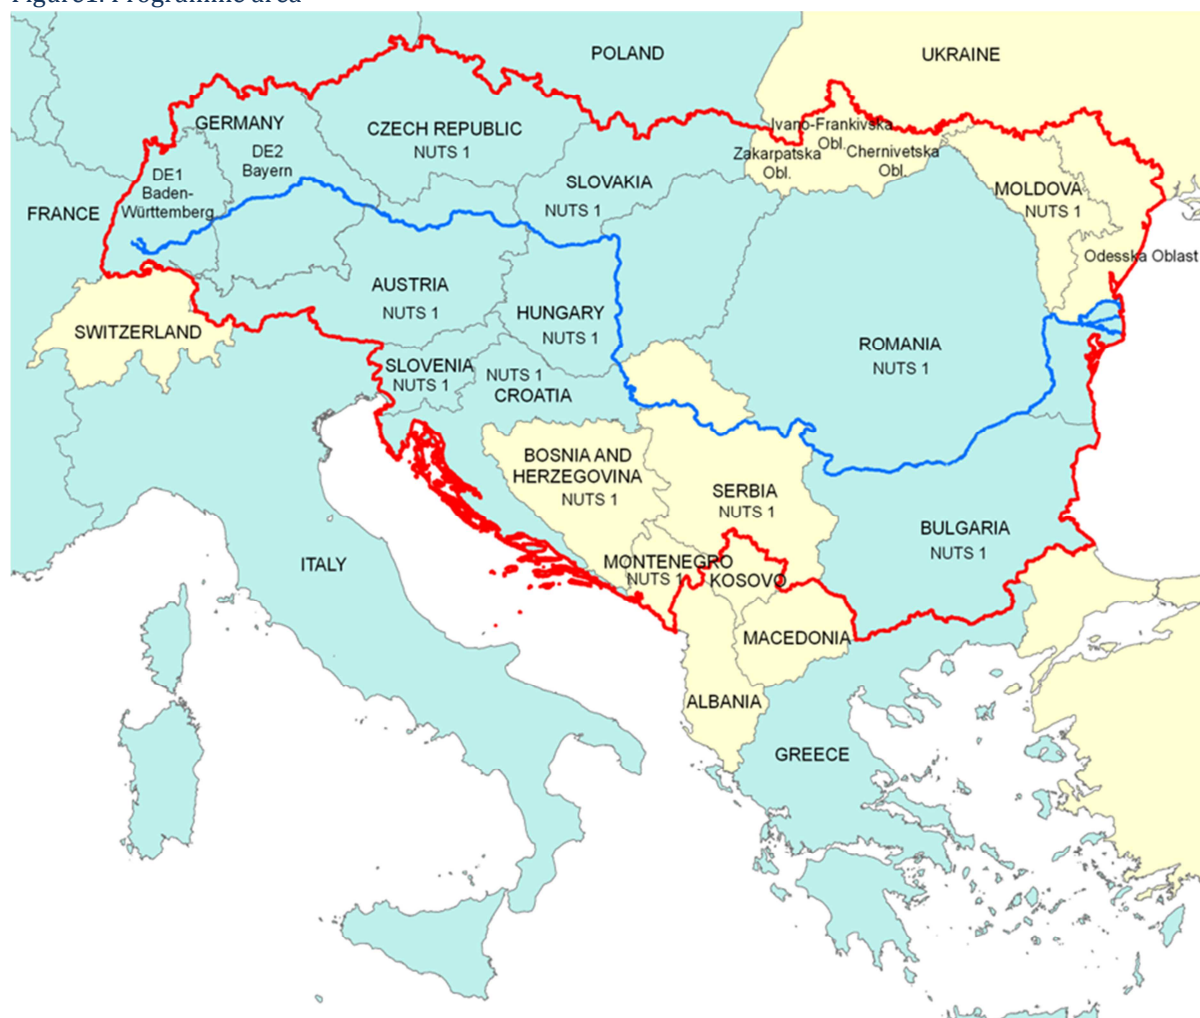 Figure1: Programme area
POLAND
UKRAINE
GERMANY
CZECH REPUBLIC
NUTS 1
Ivano-Frankivska
Obl.
Zakarpatska
Obl.
Chernivetska
Obl.
DE2
Bayern
DE1
Baden-
Württemberg
SLOVAKIA
NUTS 1
MOLDOVA
NUTS 1
FRANCE
Odesska Oblast
AUSTRIA
NUTS 1
HUNGARY
NUTS 1
SWITZERLAND
ROMANIA
NUTS 1
SLOVENIA
NUTS 1
NUTS 1
CROATIA
BOSNIA AND
HERZEGOVINA
NUTS 1
SERBIA
NUTS 1
BULGARIA
NUTS 1
ITALY
MONTENEGRO
NUTS 1
KOSOVO
MACEDONIA
ALBANIA
GREECE